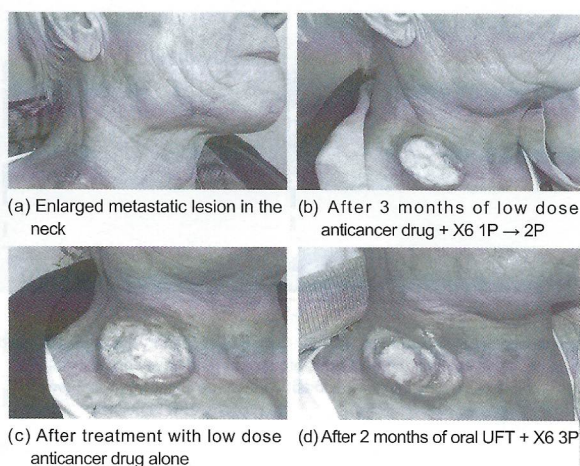 (a) Enlarged metastatic lesion in the
neck
(b) After 3 months of low dose
anticancer drug + X6 1P → 2P
(c) After treatment with low dose
anticancer drug alone
(d) After 2 months of oral UFT + X6 3P